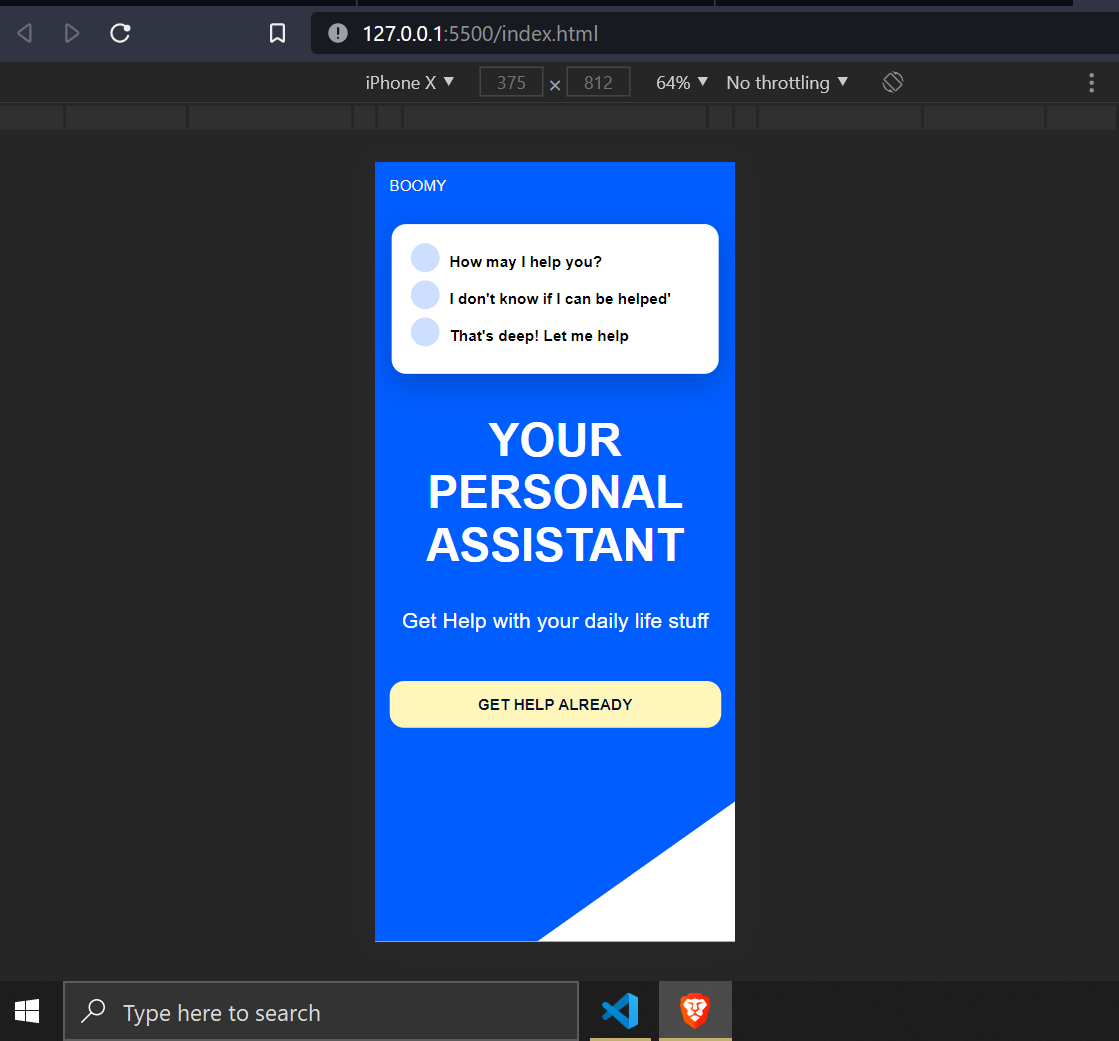 127.0.0.1:5500/index.html
iPhone X ▼ 375 × 812 64% ▼ No throttling ▼
BOOMY
How may I help you?
I don't know if I can be helped'
That's deep! Let me help
YOUR
PERSONAL
ASSISTANT
Get Help with your daily life stuff
GET HELP ALREADY
Type here to search